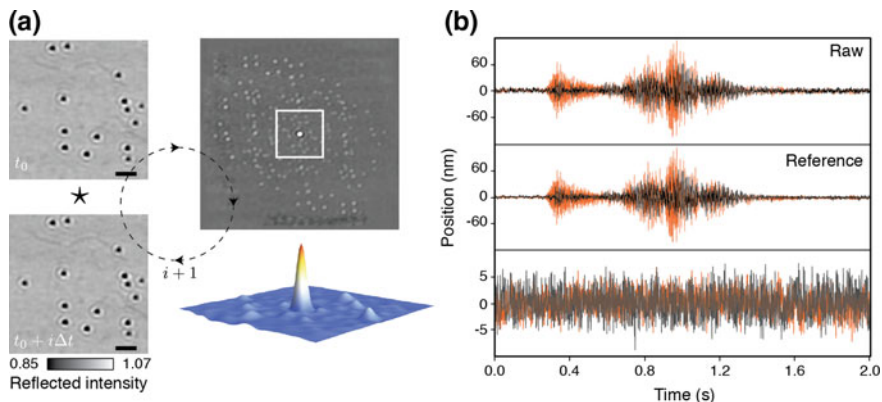 (a)
t₀
★
t₀ + iΔt
i + 1
0.85
1.07
Reflected intensity
(b)
Raw
60
0
-60
Reference
60
0
-60
5
0
-5
Position (nm)
0.0
0.4
0.8
1.2
1.6
2.0
Time (s)